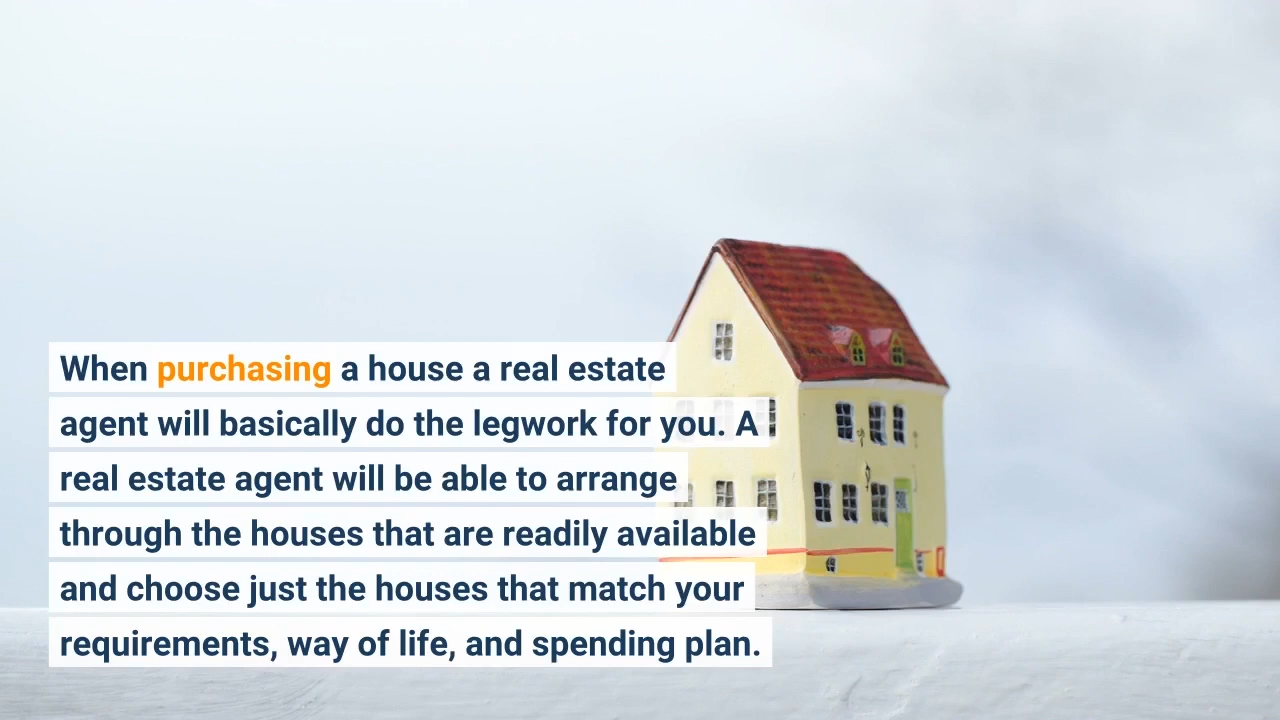 When purchasing a house a real estate
agent will basically do the legwork for you. A
real estate agent will be able to arrange
through the houses that are readily available
and choose just the houses that match your
requirements, way of life, and spending plan.